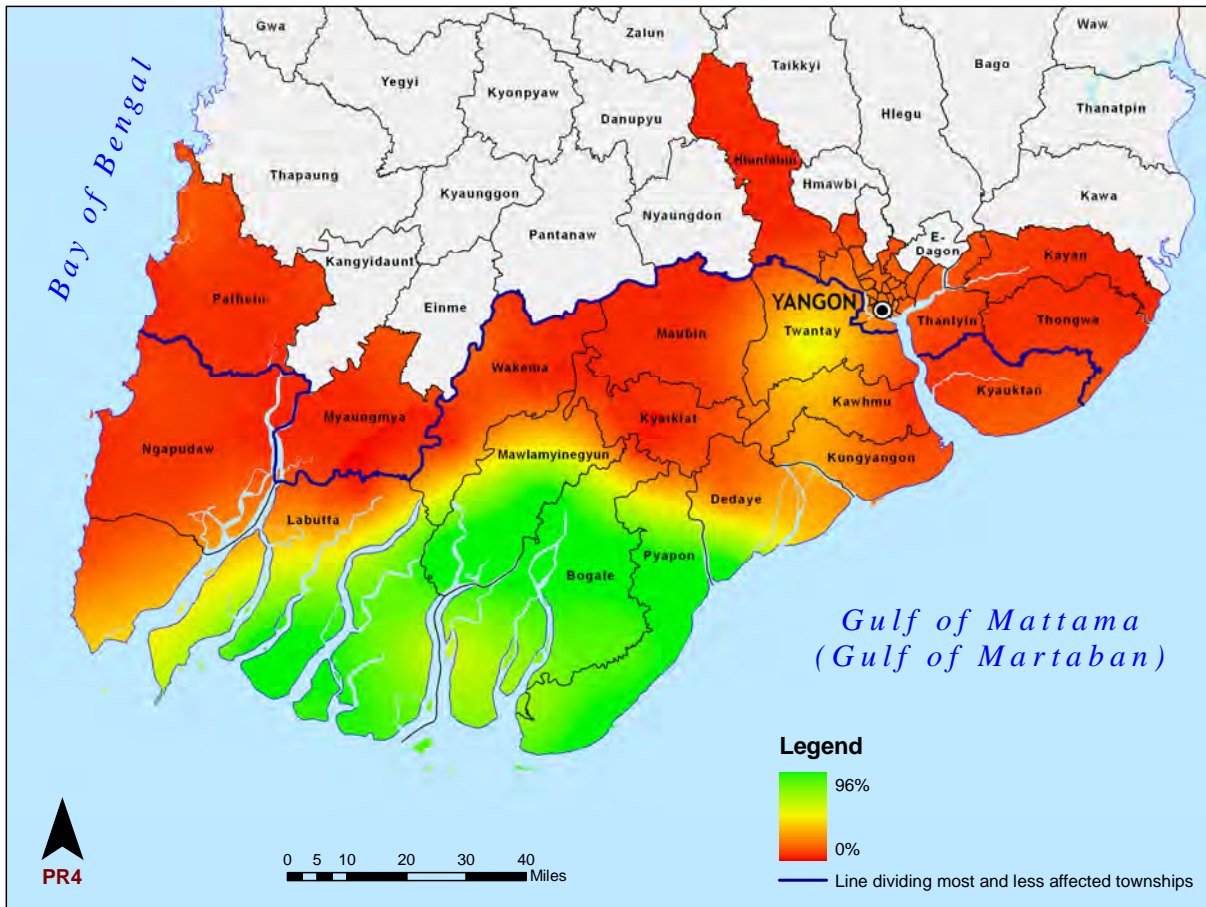 Gwa
Zalun
Waw
Taikkyi
Bago
Yegyi
Kyonpyaw
Thanatpin
Danupyu
Hlegu
Bay of Bengal
Thapaung
Hmawbi
Kyaunggon
Kawa
Nyaungdon
Pantanaw
E-
Dagon
Kangyidaunt
Kayan
Einme
Pathein
YANGON
Thanlyin
Thongwa
Maubin
Twantay
Wakema
Kyauktan
Kawhmu
Myaungmya
Kyaiklat
Ngapudaw
Mawlamyinegyun
Kungyangon
Dedaye
Labutta
Pyapon
Bogale
Gulf of Mattama
(Gulf of Martaban)
Legend
96%
0%
Line dividing most and less affected townships
PR4
0 5 10 20 30 40
Miles